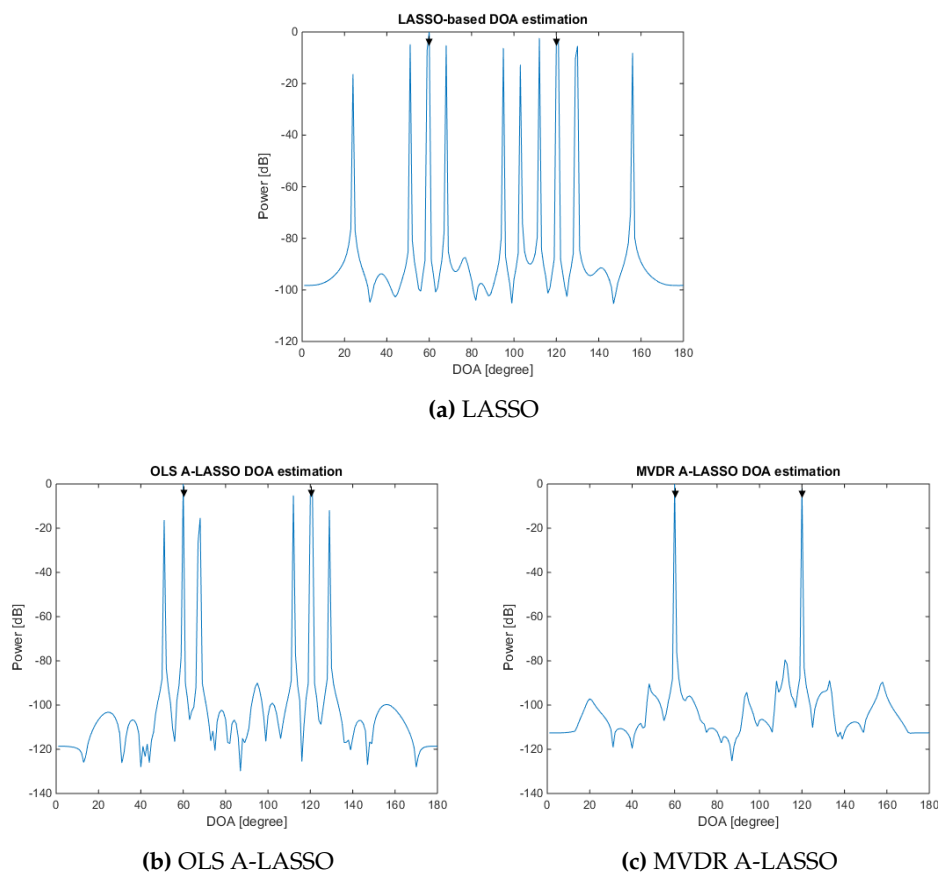 LASSO-based DOA estimation
Power [dB]
0
-20
-40
-60
-80
-100
-120
0 20 40 60 80 100 120 140 160 180
DOA [degree]
(a) LASSO
OLS A-LASSO DOA estimation
Power [dB]
0
-20
-40
-60
-80
-100
-120
-140
0 20 40 60 80 100 120 140 160 180
DOA [degree]
(b) OLS A-LASSO
MVDR A-LASSO DOA estimation
Power [dB]
0
-20
-40
-60
-80
-100
-120
-140
0 20 40 60 80 100 120 140 160 180
DOA [degree]
(c) MVDR A-LASSO